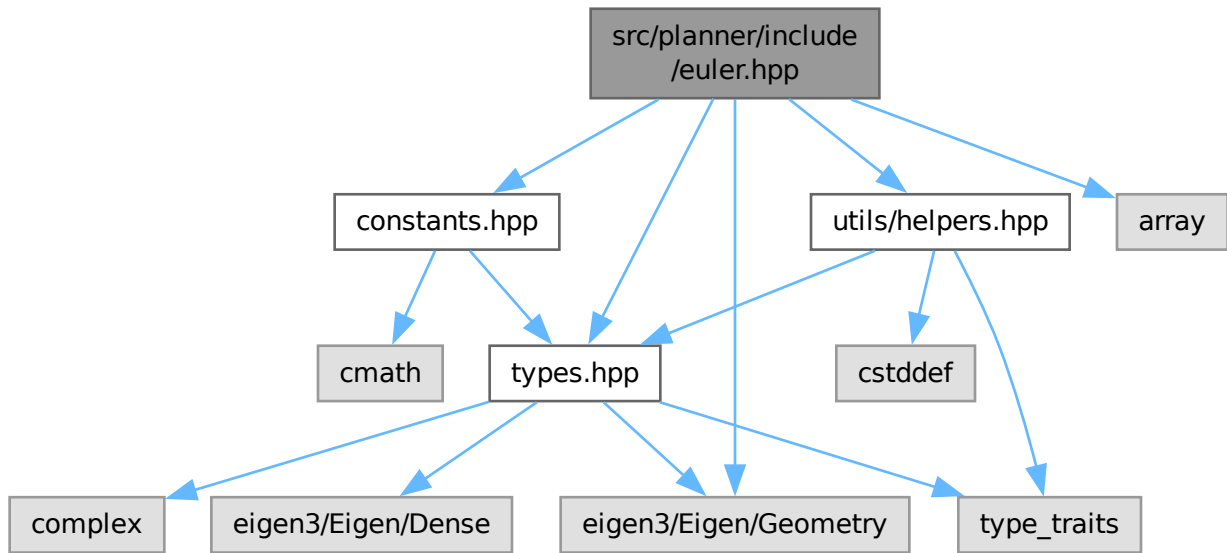 src/planner/include
/euler.hpp
constants.hpp
utils/helpers.hpp
array
cmath
types.hpp
cstddef
complex
eigen3/Eigen/Dense
eigen3/Eigen/Geometry
type_traits